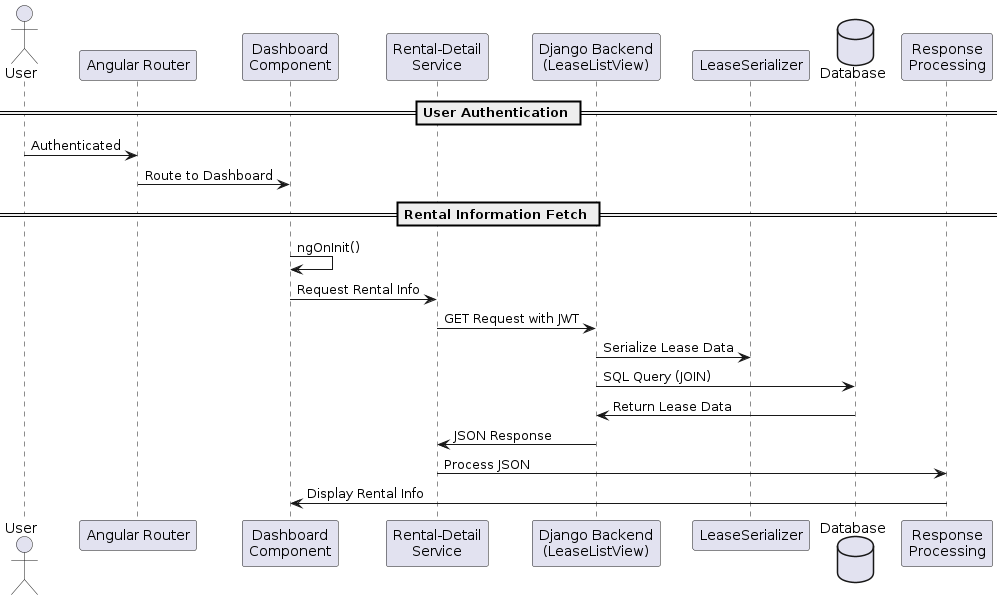 User
Angular Router
Dashboard
Component
Rental-Detail
Service
Django Backend
(LeaseListView)
LeaseSerializer
Database
Response
Processing
User Authentication
Authenticated
Route to Dashboard
Rental Information Fetch
ngOnInit()
Request Rental Info
GET Request with JWT
Serialize Lease Data
SQL Query (JOIN)
Return Lease Data
JSON Response
Process JSON
Display Rental Info
User
Angular Router
Dashboard
Component
Rental-Detail
Service
Django Backend
(LeaseListView)
LeaseSerializer
Database
Response
Processing